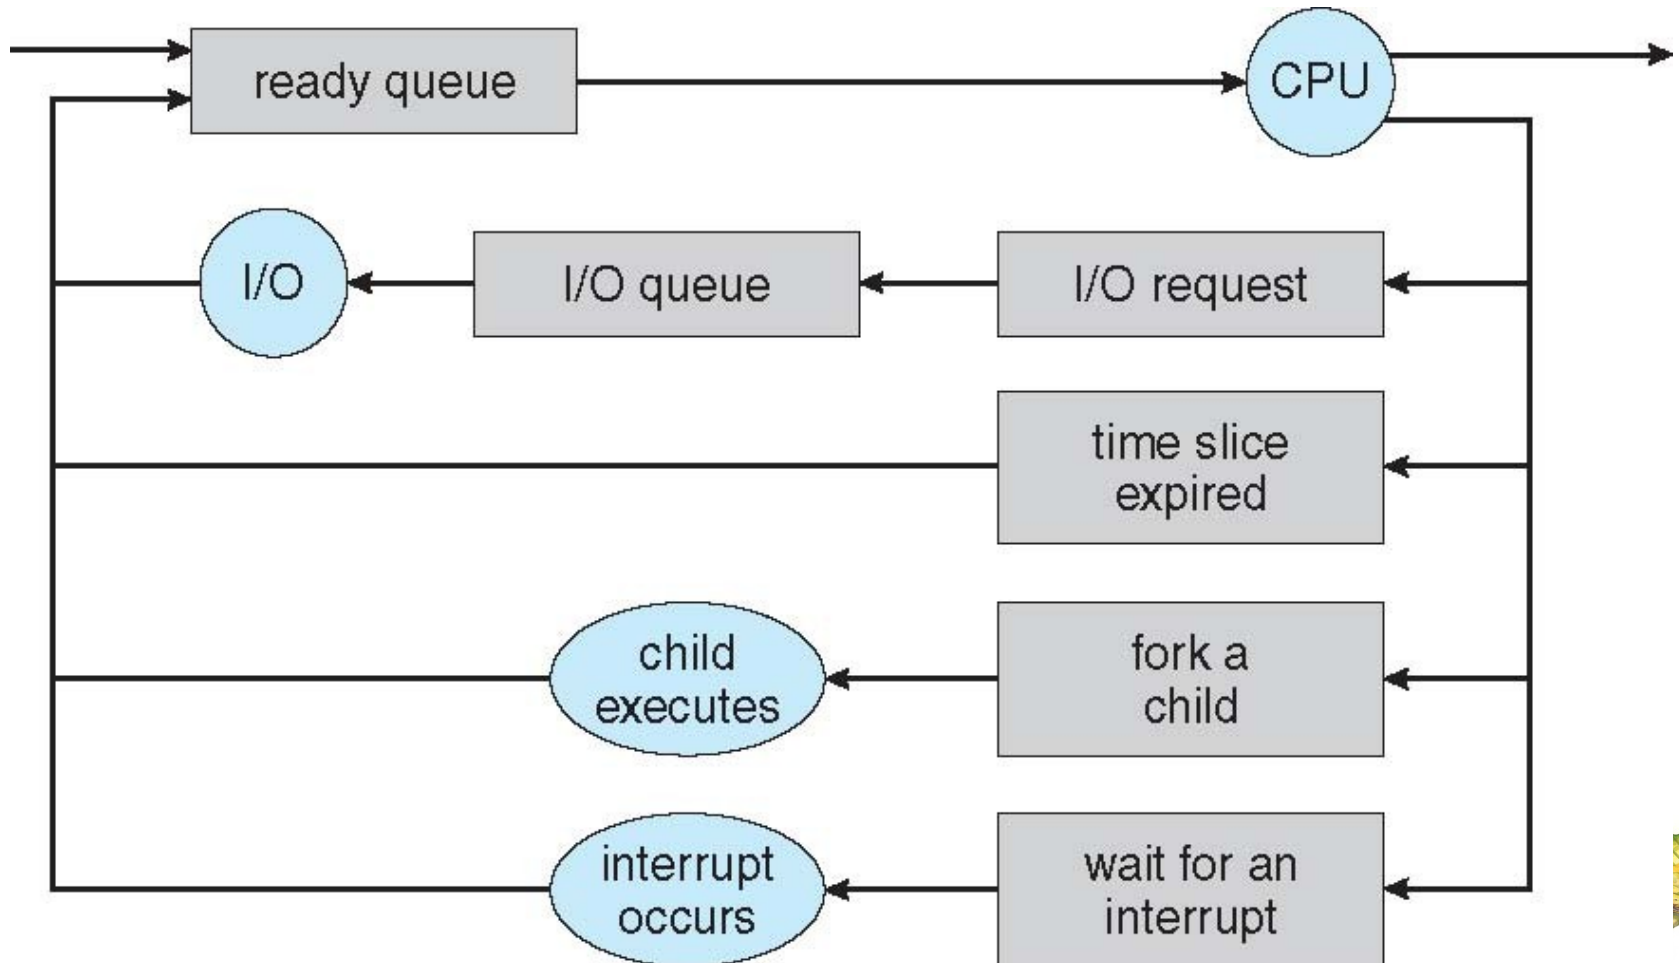 ready queue
CPU
I/O
I/O queue
I/O request
time slice
expired
child
executes
fork a
child
interrupt
occurs
wait for an
interrupt